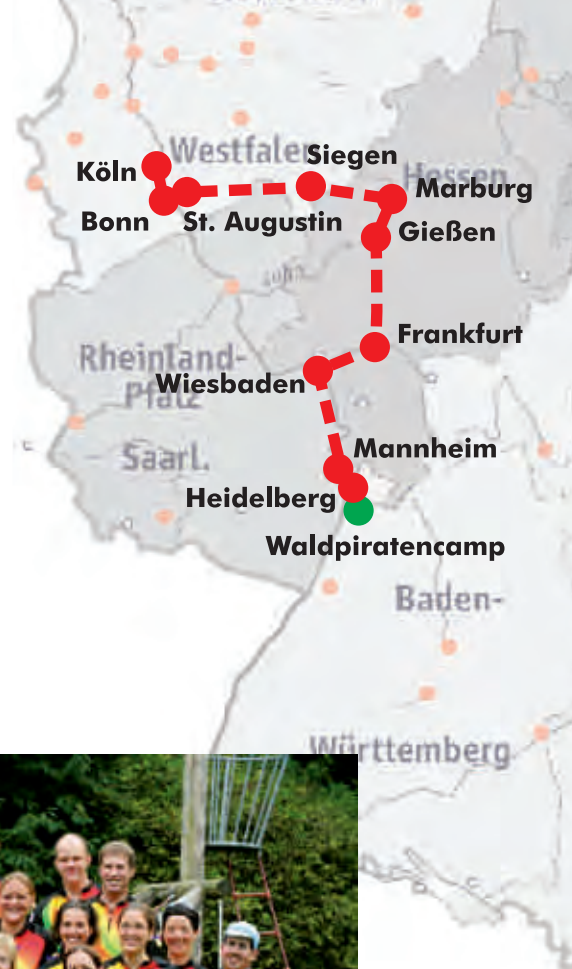 Westfalen
Siegen
Köln
Hessen
Marburg
Bonn
St. Augustin
Gießen
Frankfurt
Rheinland-
Pfalz
Wiesbaden
Mannheim
Saarl.
Heidelberg
Waldpiratencamp
Baden-
Württemberg